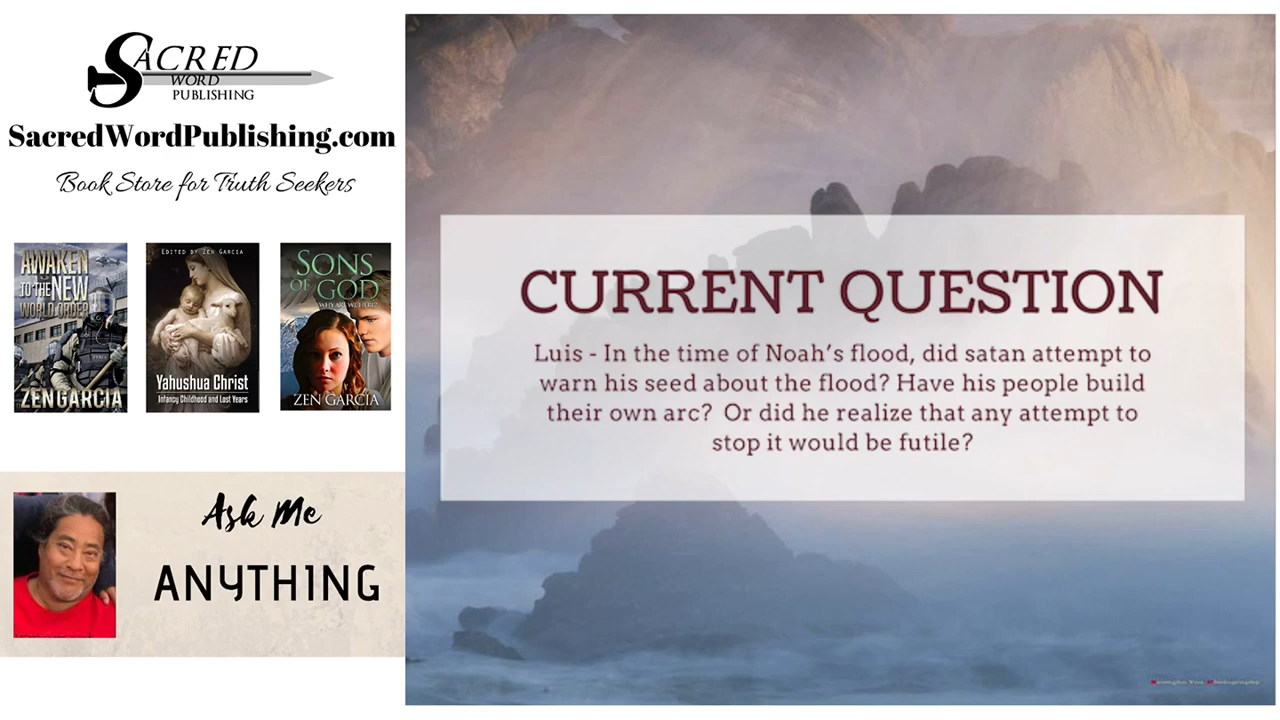 SACRED
WORD
PUBLISHING
SacredWordPublishing.com
Book Store for Truth Seekers
AWAKEN
TO THE NEW
WORLD ORDER
ZEN GARCIA
EDITED BY ZEN GARCIA
Yahushua Christ
Infancy Childhood and Lost Years
SONS
OF GOD
WHY ARE WE HERE?
ZEN GARCIA
Ask Me
ANYTHING
CURRENT QUESTION
Luis - In the time of Noah's flood, did satan attempt to
warn his seed about the flood? Have his people build
their own arc? Or did he realize that any attempt to
stop it would be futile?